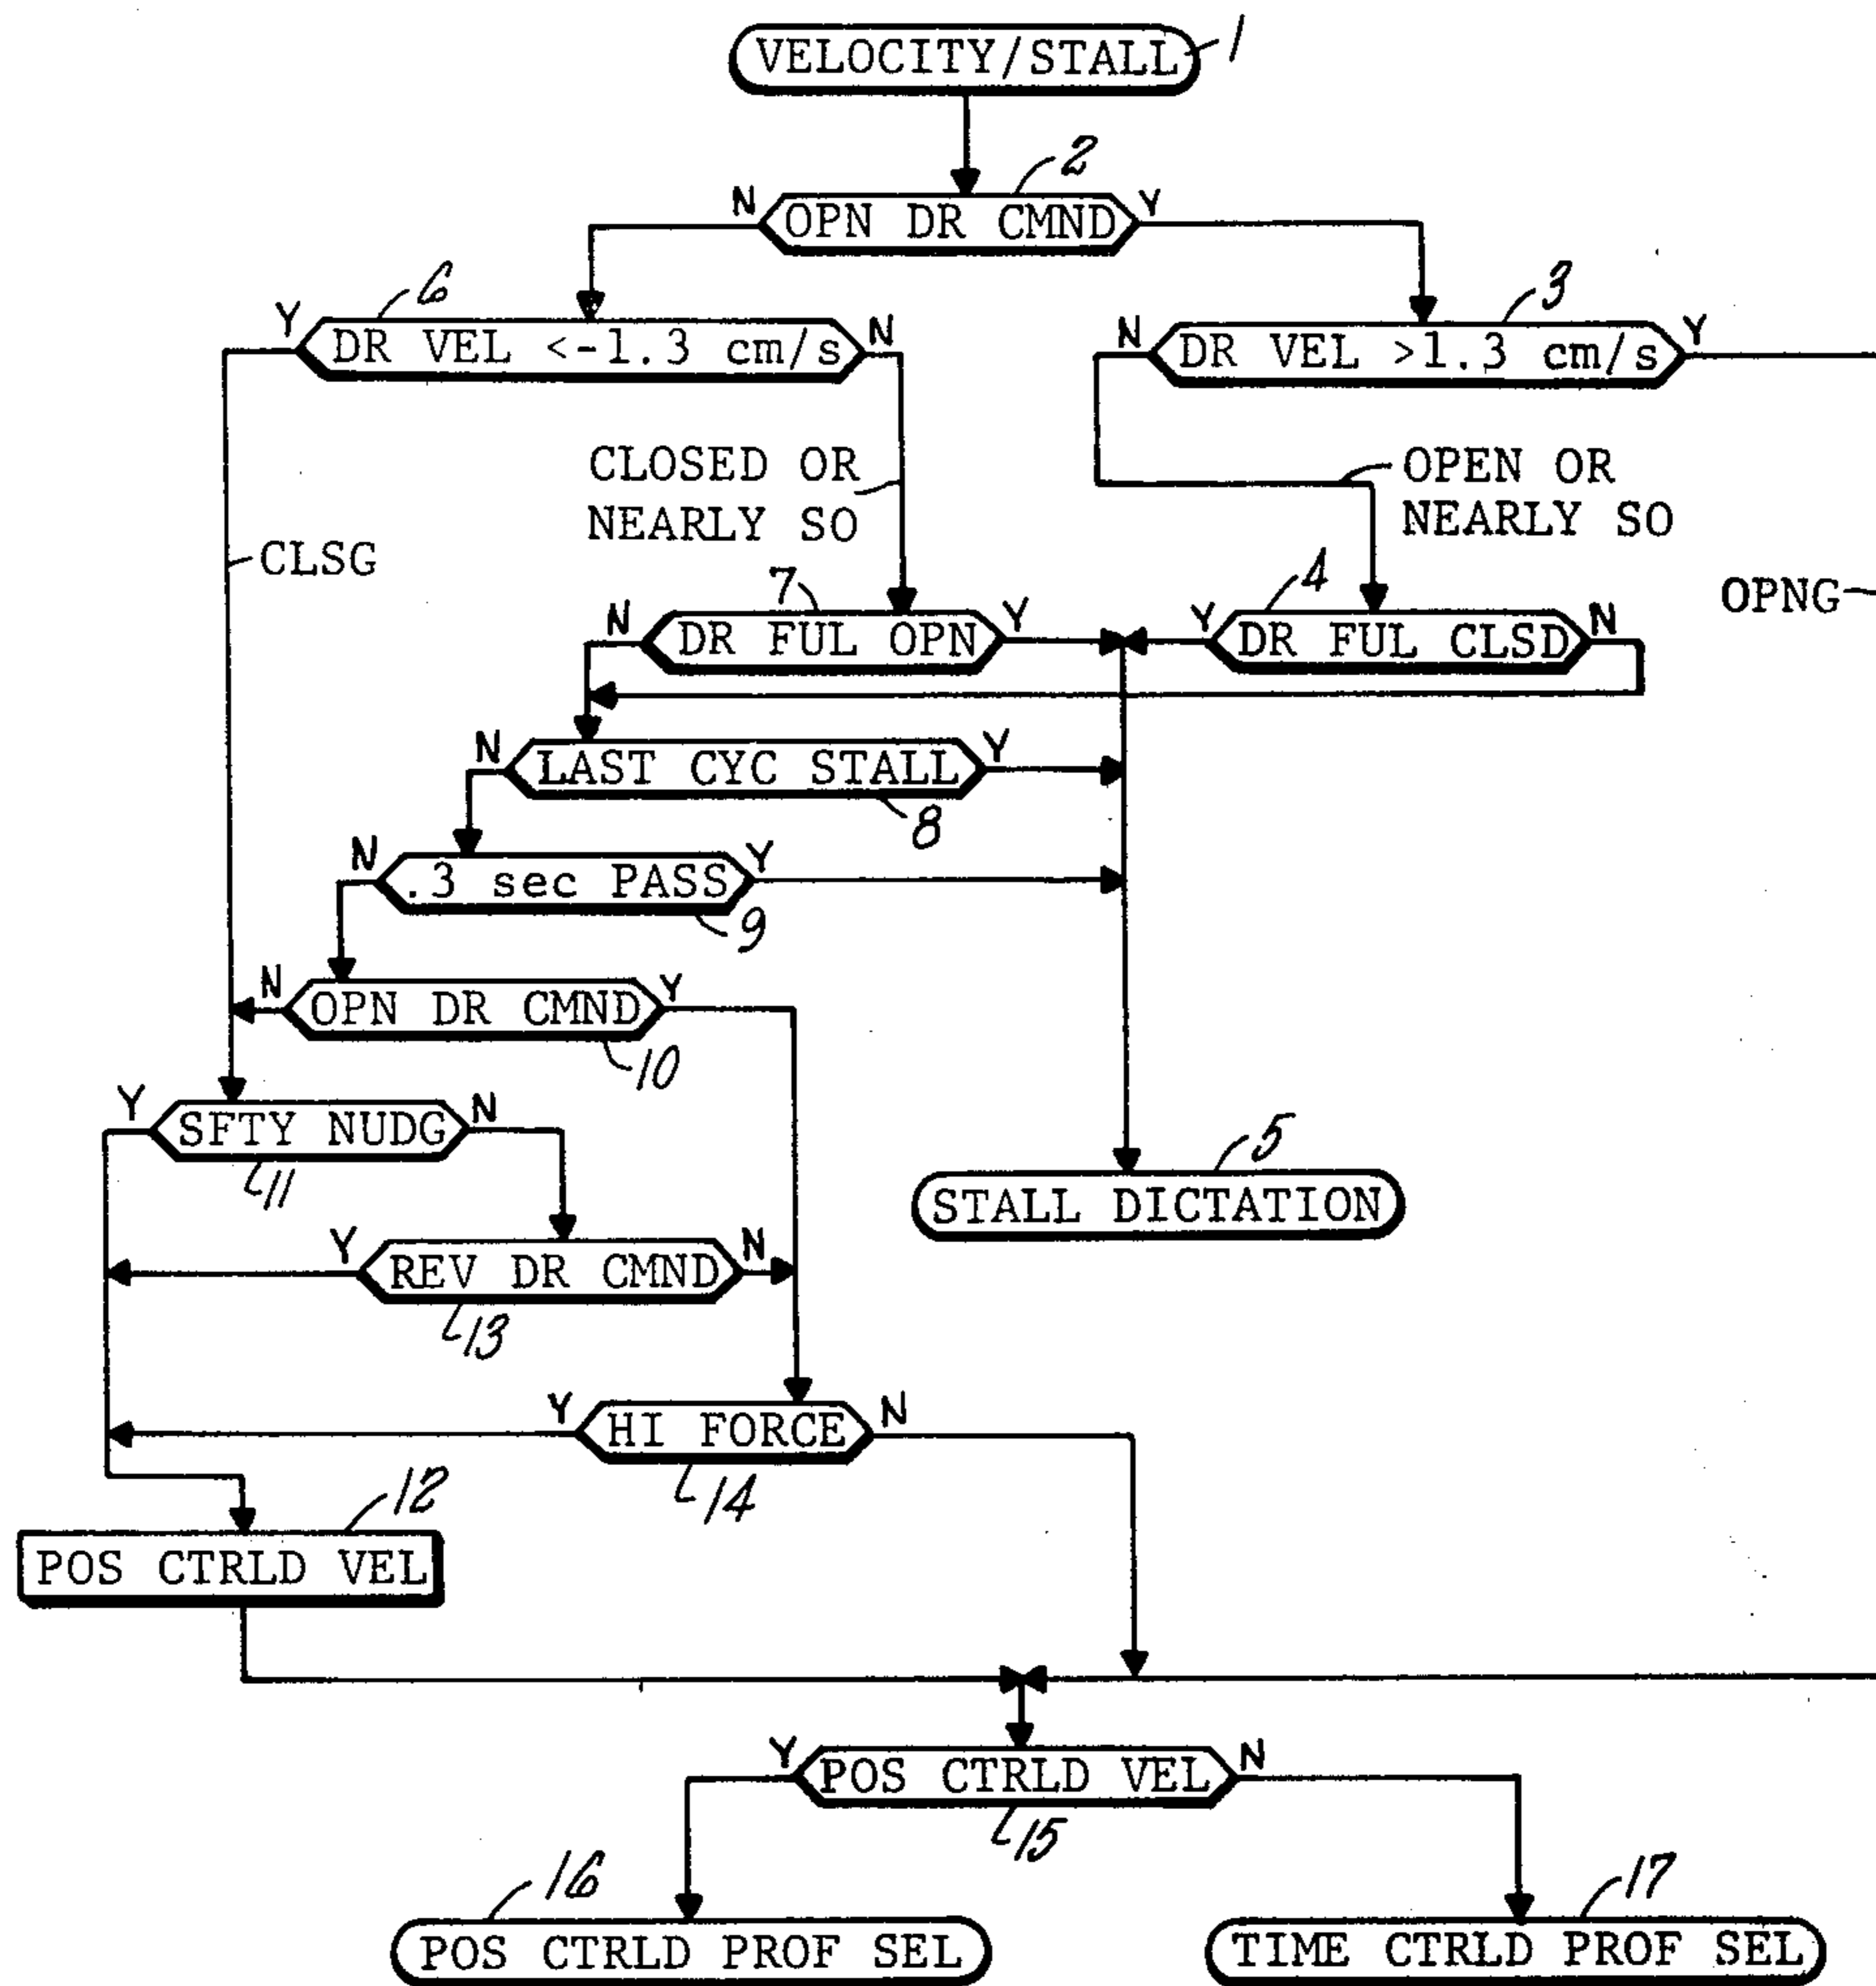 VELOCITY/STALL 1
2
N OPN DR CMND Y
6 3
Y DR VEL <-1.3 cm/s N
N DR VEL >1.3 cm/s Y
CLOSED OR
NEARLY SO
OPEN OR
NEARLY SO
CLSG
OPNG
7 4
N DR FUL OPN Y
Y DR FUL CLSD N
N LAST CYC STALL Y
8
N .3 sec PASS Y
9
N OPN DR CMND Y
10
Y SFTY NUDG N
11
5
STALL DICTATION
Y REV DR CMND N
13
Y HI FORCE N
14
12
POS CTRLD VEL
Y POS CTRLD VEL N
15
16 17
POS CTRLD PROF SEL
TIME CTRLD PROF SEL